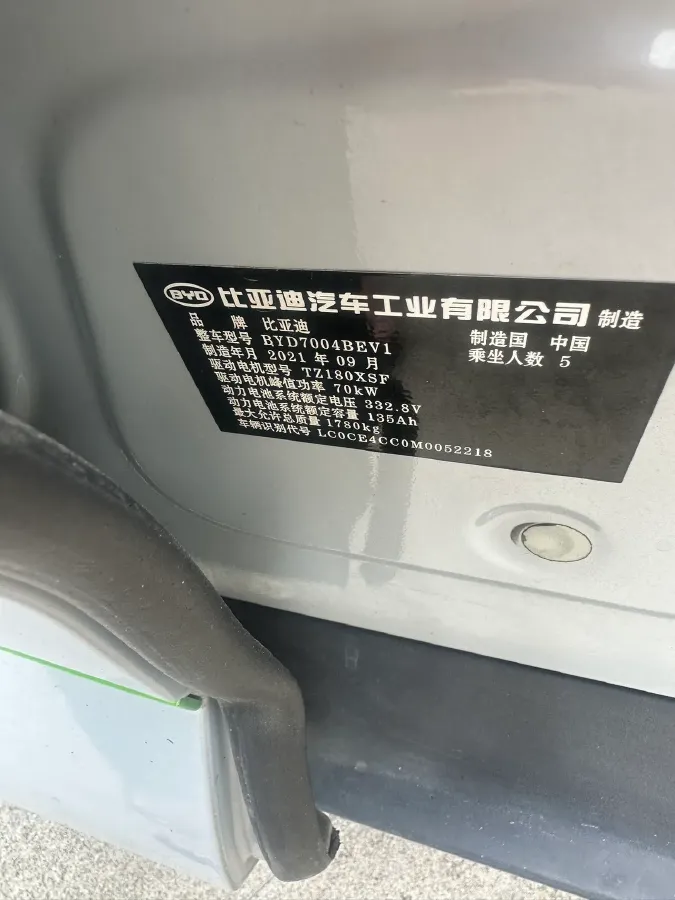 BYD 比亚迪汽车工业有限公司 制造
品 牌 比亚迪 制造国 中国
整车型号 BYD7004BEV1 乘坐人数 5
制造年月 2021 年 09 月
驱动电机型号 TZ180XSF
驱动电机峰值功率 70kW
动力电池系统额定电压 332.8V
动力电池系统额定容量 135Ah
最大允许总质量 1780kg
车辆识别代号 LC0CE4CC0M0052218